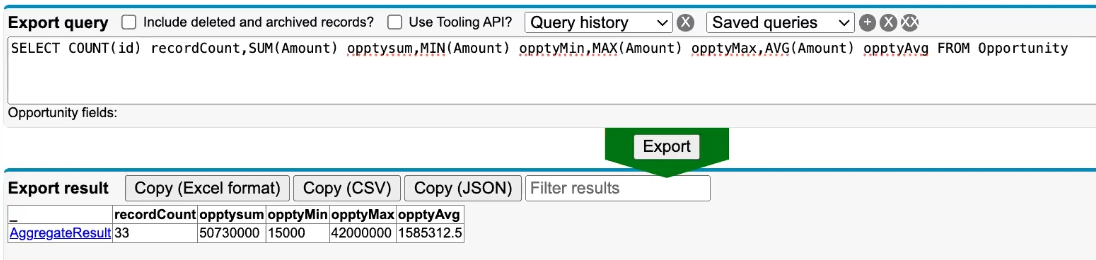 Export query Include deleted and archived records? Use Tooling API? Query history X Saved queries + X XX
SELECT COUNT(id) recordCount,SUM(Amount) opptysum,MIN(Amount) opptyMin,MAX(Amount) opptyMax,AVG(Amount) opptyAvg FROM Opportunity
Opportunity fields:
Export
Export result Copy (Excel format) Copy (CSV) Copy (JSON) Filter results
_ recordCount opptysum opptyMin opptyMax opptyAvg
AggregateResult 33 50730000 15000 42000000 1585312.5